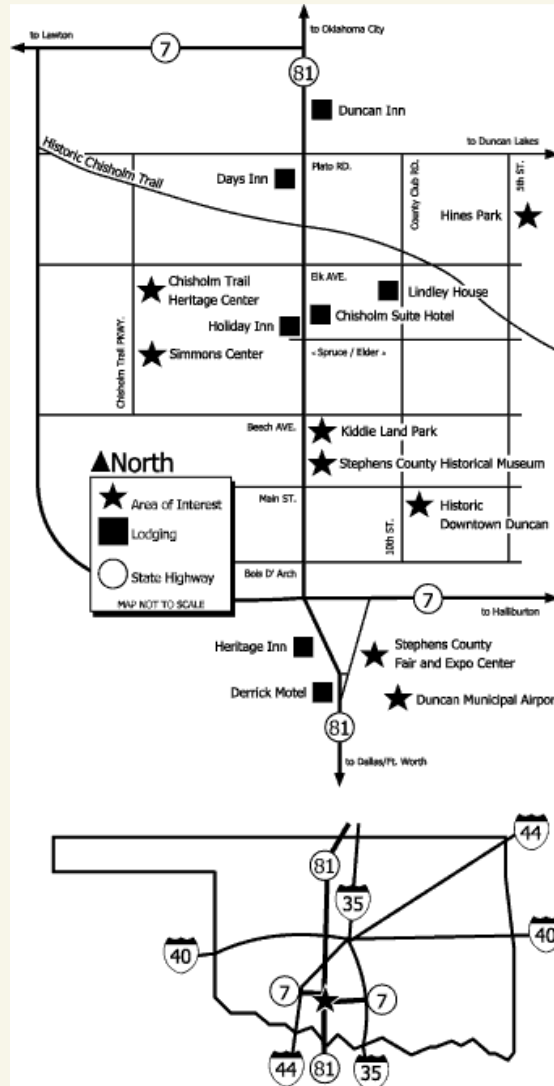 to Lawton
7
to Oklahoma City
81
Duncan Inn
to Duncan Lakes
Historic Chisholm Trail
Plato RD.
Days Inn
County Club RD.
5th ST.
Hines Park
Elk AVE.
Chisholm Trail
Heritage Center
Lindley House
Chisholm Suite Hotel
Holiday Inn
Chisholm Trail PKWY.
Simmons Center
- Spruce / Elder -
Beech AVE.
Kiddie Land Park
Stephens County Historical Museum
North
Area of Interest
Lodging
State Highway
MAP NOT TO SCALE
Main ST.
10th ST.
Historic
Downtown Duncan
Bois D' Arch
7
to Halliburton
Heritage Inn
Stephens County
Fair and Expo Center
Derrick Motel
Duncan Municipal Airport
81
to Dallas/Ft. Worth
44
81
35
40
40
7
7
44
81
35